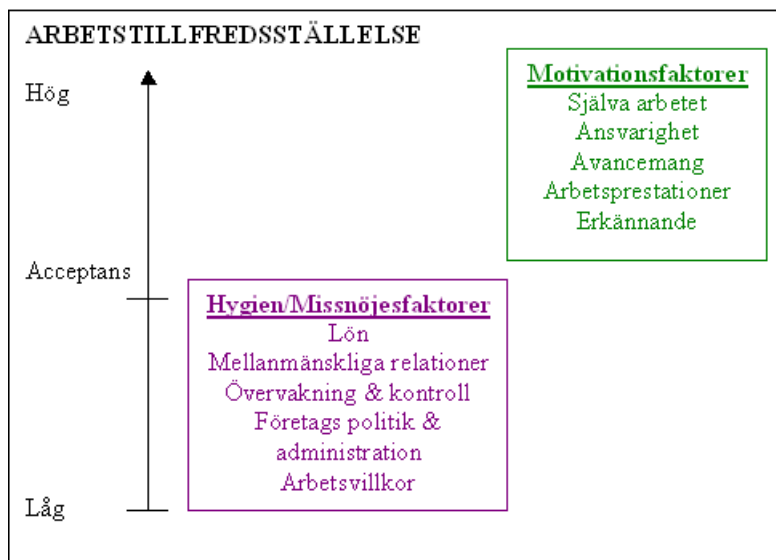 ARBETSTILLFREDSSTÄLLELSE
Hög
Motivationsfaktorer
Själva arbetet
Ansvarighet
Avancemang
Arbetsprestationer
Erkännande
Acceptans
Hygien/Missnöjesfaktorer
Lön
Mellanmänskliga relationer
Övervakning & kontroll
Företags politik &
administration
Arbetsvillkor
Låg